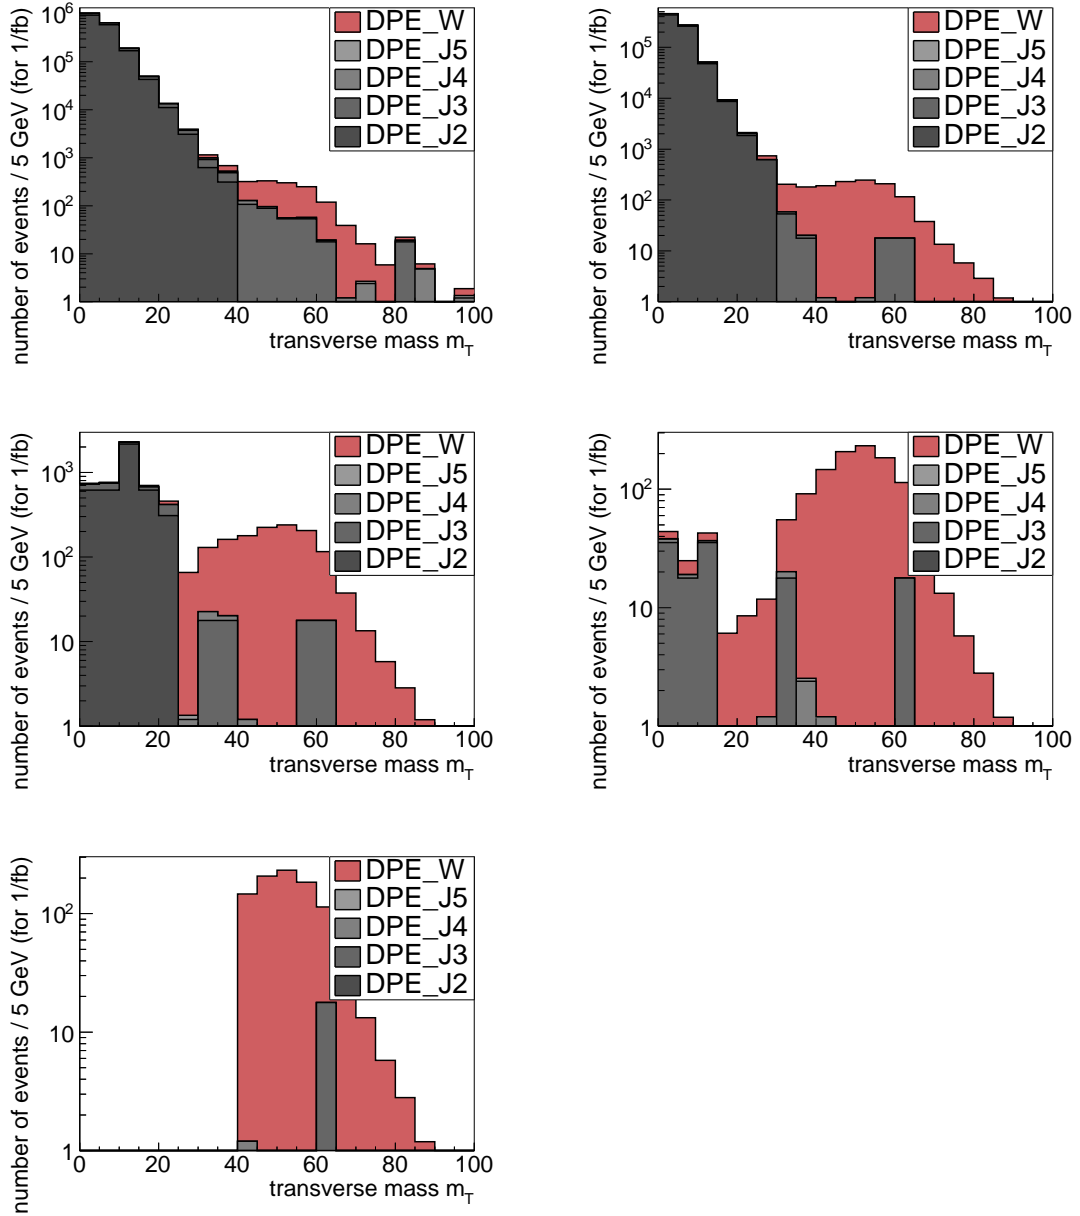 number of events / 5 GeV (for 1/fb)
10^6
10^5
10^4
10^3
10^2
10
1
DPE_W
DPE_J5
DPE_J4
DPE_J3
DPE_J2
0 20 40 60 80 100
transverse mass m_T
number of events / 5 GeV (for 1/fb)
10^5
10^4
10^3
10^2
10
1
DPE_W
DPE_J5
DPE_J4
DPE_J3
DPE_J2
0 20 40 60 80 100
transverse mass m_T
number of events / 5 GeV (for 1/fb)
10^3
10^2
10
1
DPE_W
DPE_J5
DPE_J4
DPE_J3
DPE_J2
0 20 40 60 80 100
transverse mass m_T
number of events / 5 GeV (for 1/fb)
10^2
10
1
DPE_W
DPE_J5
DPE_J4
DPE_J3
DPE_J2
0 20 40 60 80 100
transverse mass m_T
number of events / 5 GeV (for 1/fb)
10^2
10
1
DPE_W
DPE_J5
DPE_J4
DPE_J3
DPE_J2
0 20 40 60 80 100
transverse mass m_T